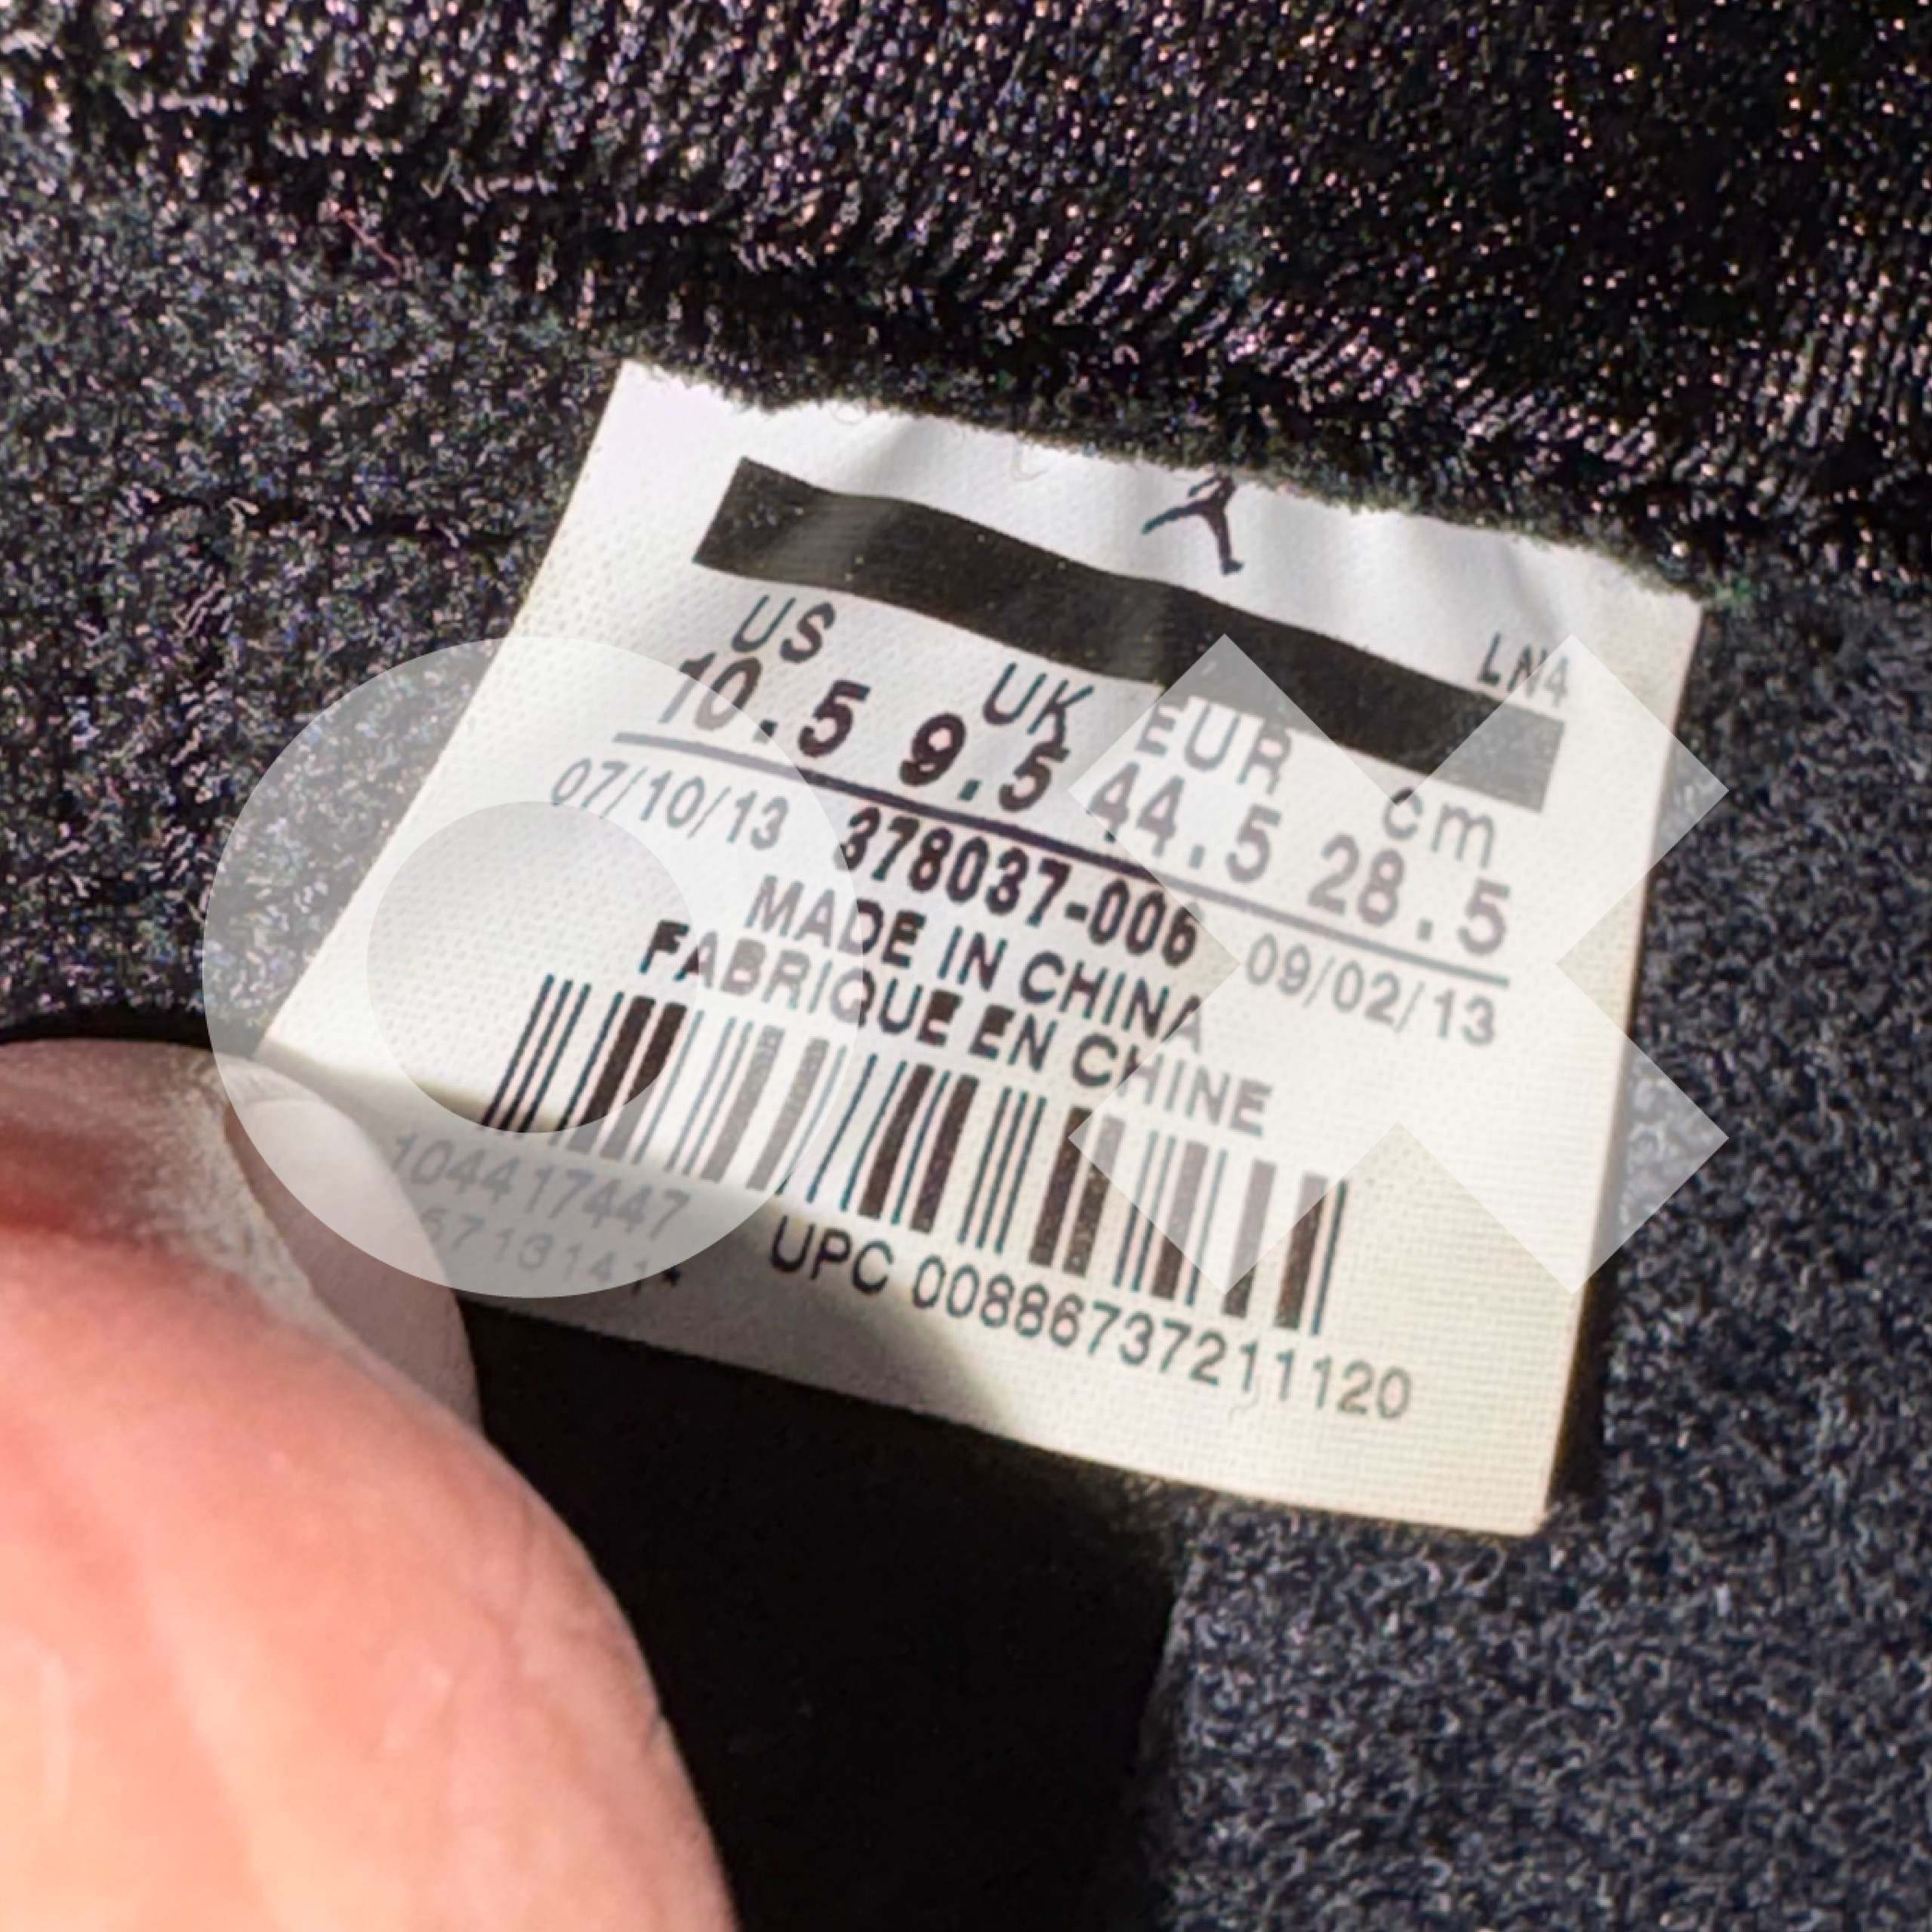 LN4
US UK EUR cm
10.5 9.5 44.5 28.5
07/10/13 378037-006 09/02/13
MADE IN CHINA
FABRIQUE EN CHINE
104417447
UPC 00886737211120
OX